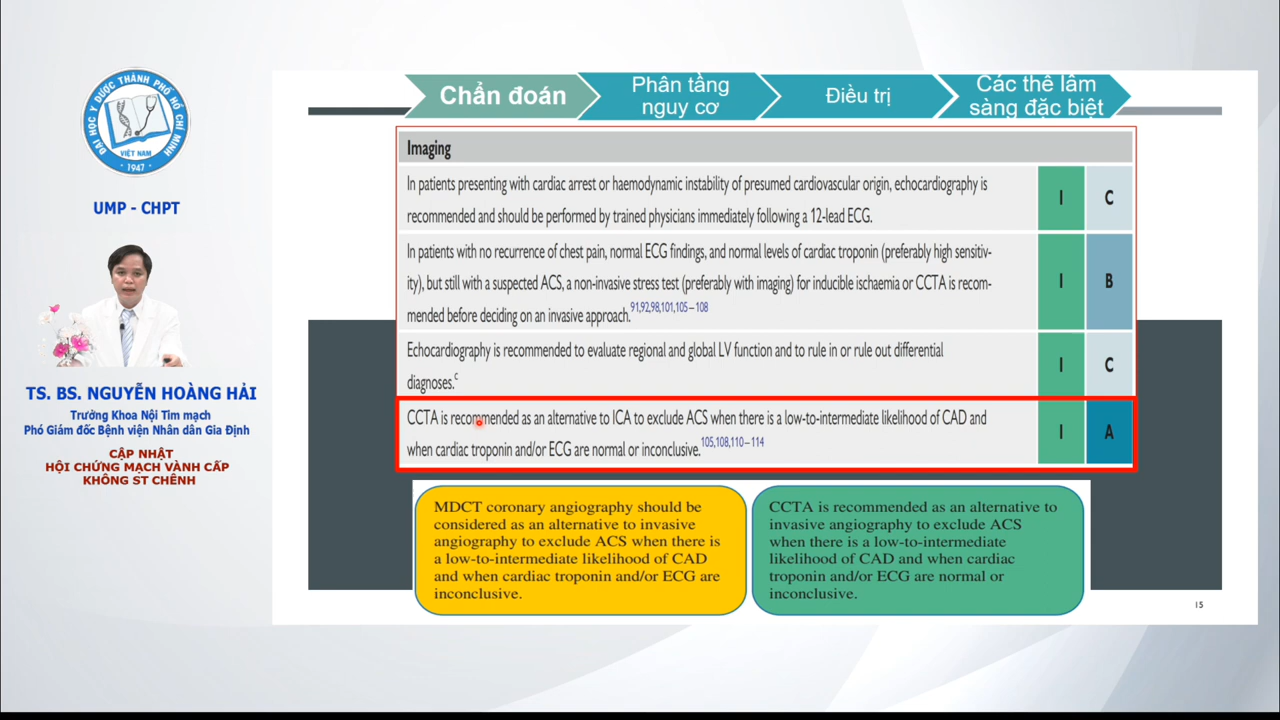 ĐẠI HỌC Y DƯỢC THÀNH PHỐ HỒ CHÍ MINH
VIỆT NAM
1947
UMP - CHPT
TS. BS. NGUYỄN HOÀNG HẢI
Trưởng Khoa Nội Tim mạch
Phó Giám đốc Bệnh viện Nhân dân Gia Định
CẬP NHẬT
HỘI CHỨNG MẠCH VÀNH CẤP
KHÔNG ST CHÊNH
Chẩn đoán
Phân tầng
nguy cơ
Điều trị
Các thể lâm
sàng đặc biệt
Imaging
In patients presenting with cardiac arrest or haemodynamic instability of presumed cardiovascular origin, echocardiography is
recommended and should be performed by trained physicians immediately following a 12-lead ECG.
I C
In patients with no recurrence of chest pain, normal ECG findings, and normal levels of cardiac troponin (preferably high sensitiv-
ity), but still with a suspected ACS, a non-invasive stress test (preferably with imaging) for inducible ischaemia or CCTA is recom-
mended before deciding on an invasive approach.91,92,98,101,105–108
I B
Echocardiography is recommended to evaluate regional and global LV function and to rule in or rule out differential
diagnoses.c
I C
CCTA is recommended as an alternative to ICA to exclude ACS when there is a low-to-intermediate likelihood of CAD and
when cardiac troponin and/or ECG are normal or inconclusive.105,108,110–114
I A
MDCT coronary angiography should be
considered as an alternative to invasive
angiography to exclude ACS when there is
a low-to-intermediate likelihood of CAD
and when cardiac troponin and/or ECG are
inconclusive.
CCTA is recommended as an alternative to
invasive angiography to exclude ACS
when there is a low-to-intermediate
likelihood of CAD and when cardiac
troponin and/or ECG are normal or
inconclusive.
15